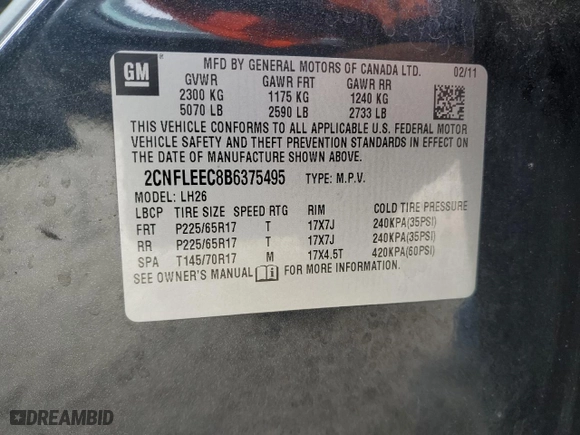 GM
MFD BY GENERAL MOTORS OF CANADA LTD. 02/11
GVWR GAWR FRT GAWR RR
2300 KG 1175 KG 1240 KG
5070 LB 2590 LB 2733 LB
THIS VEHICLE CONFORMS TO ALL APPLICABLE U.S. FEDERAL MOTOR
VEHICLE SAFETY AND THEFT PREVENTION STANDARDS IN EFFECT ON
THE DATE OF MANUFACTURE SHOWN ABOVE.
2CNFLEEC8B6375495 TYPE: M.P.V.
MODEL: LH26
LBCP TIRE SIZE SPEED RTG RIM COLD TIRE PRESSURE
FRT P225/65R17 T 17X7J 240KPA(35PSI)
RR P225/65R17 T 17X7J 240KPA(35PSI)
SPA T145/70R17 M 17X4.5T 420KPA(60PSI)
SEE OWNER'S MANUAL FOR MORE INFORMATION.
DREAMBID